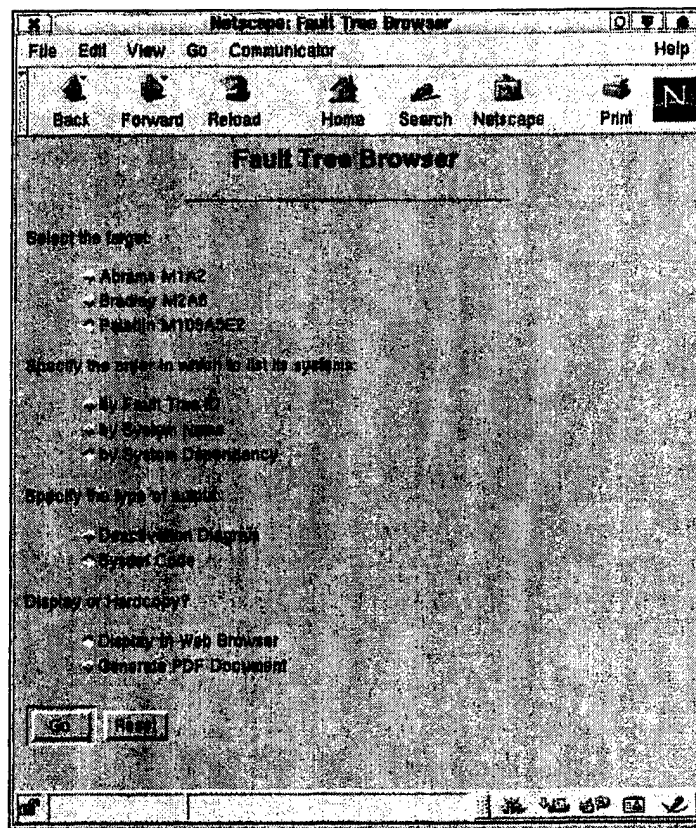 Netscape: Fault Tree Browser
File Edit View Go Communicator Help
Back Forward Reload Home Search Netscape Print
N
Fault Tree Browser
Select the target:
Abrams M1A2
Bradley M2A3
Paladin M109A5E2
Specify the order in which to list its systems:
by Fault Tree ID
by System Name
by System Dependency
Specify the type of output:
Deactivation Diagram
System Code
Display or Hardcopy?
Display in Web Browser
Generate PDF Document
Go Reset